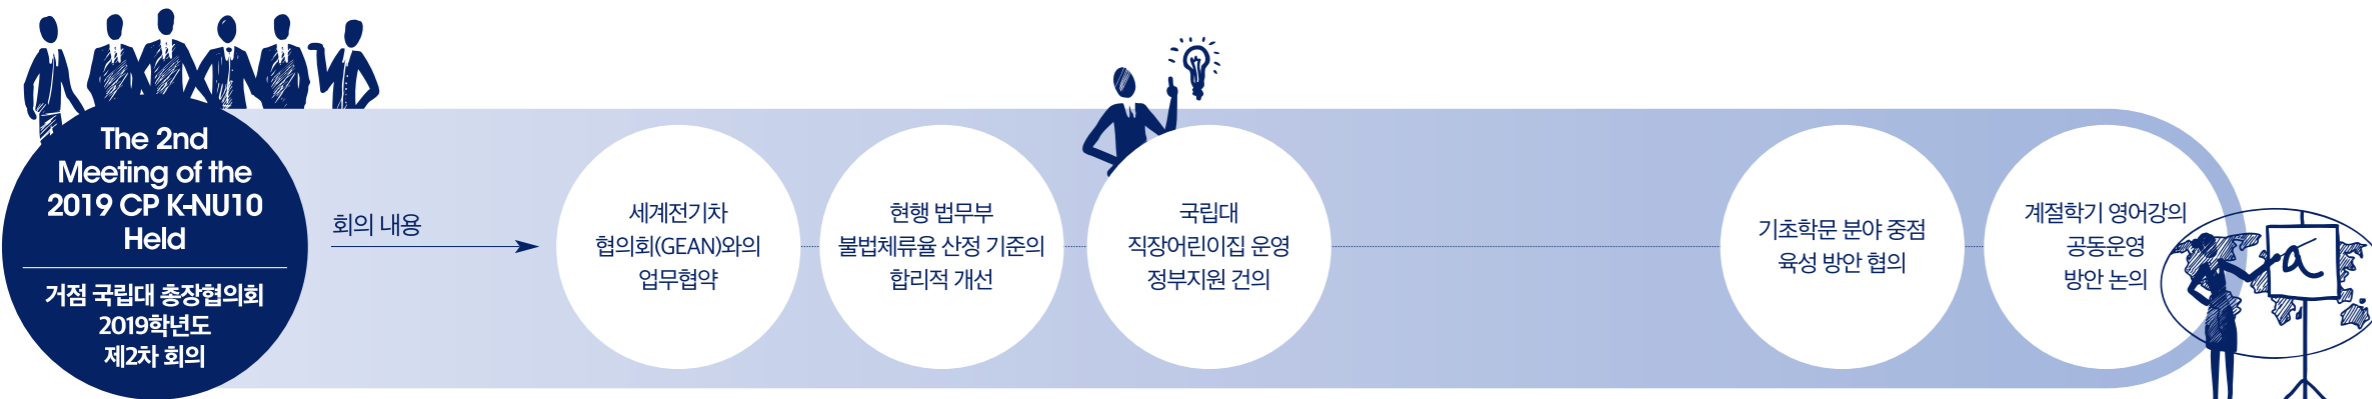 The 2nd
Meeting of the
2019 CP K-NU10
Held
거점 국립대 총장협의회
2019학년도
제2차 회의
회의 내용
세계전기차
협의회(GEAN)와의
업무협약
현행 법무부
불법체류율 산정 기준의
합리적 개선
국립대
직장어린이집 운영
정부지원 건의
기초학문 분야 중점
육성 방안 협의
계절학기 영어강의
공동운영
방안 논의
a